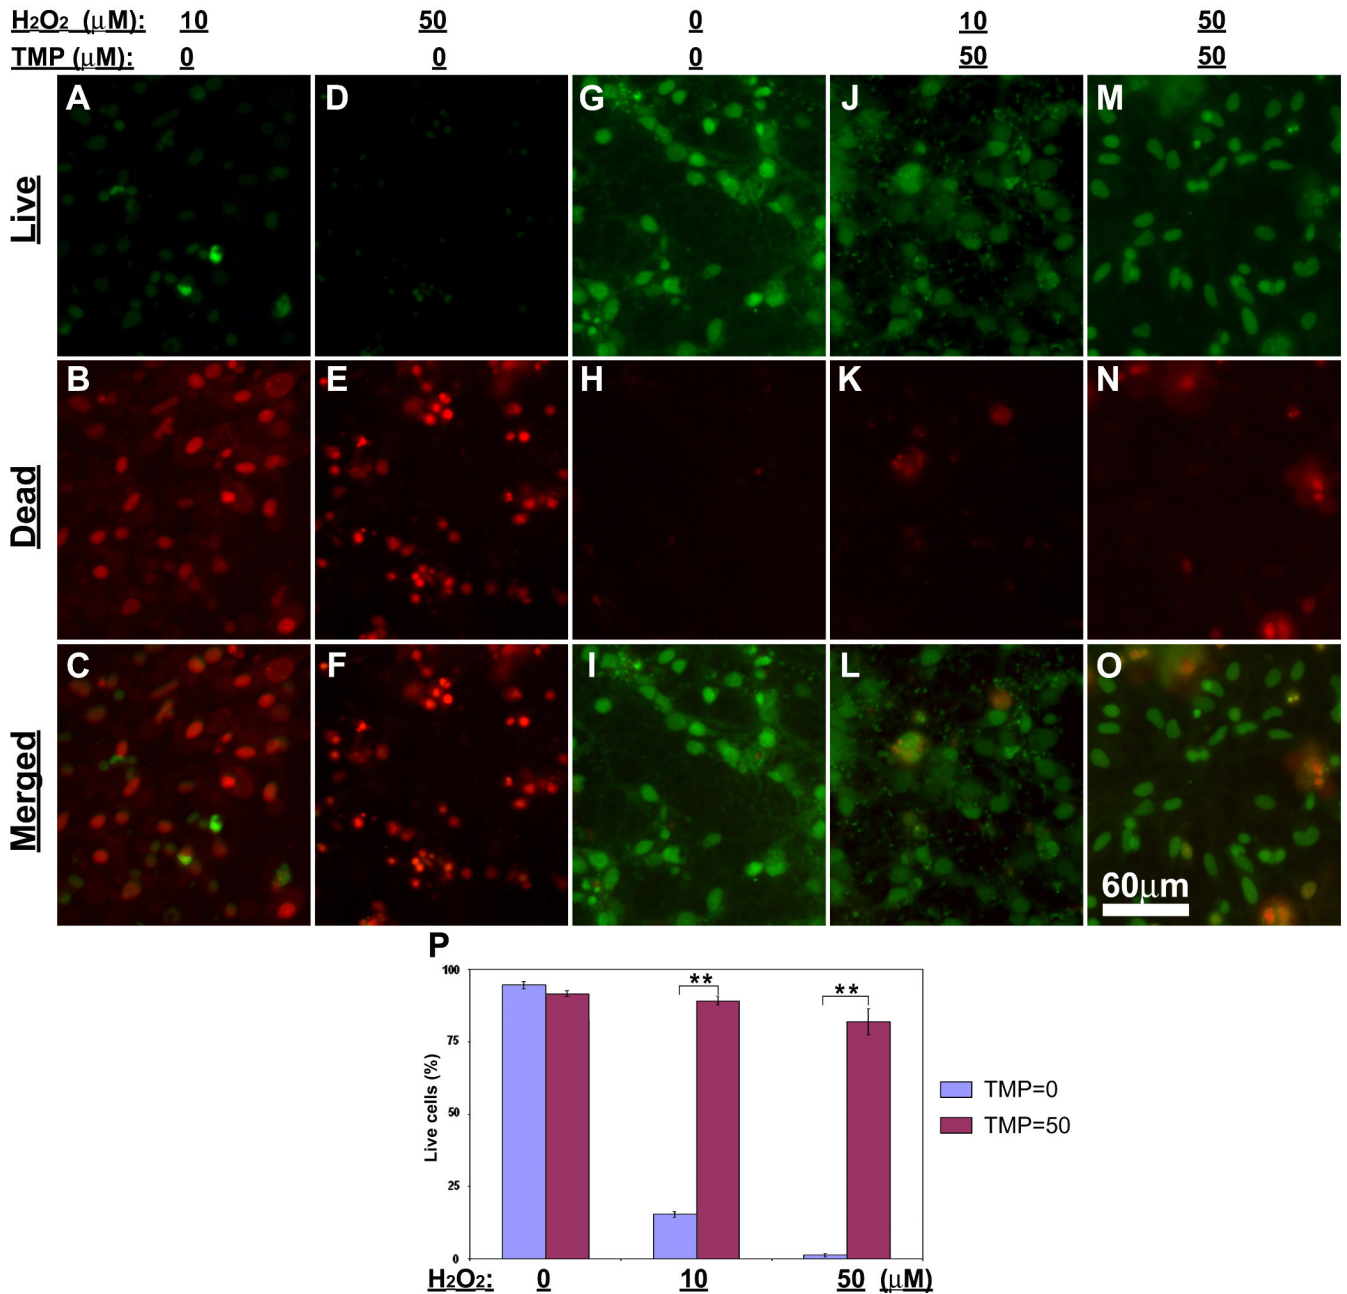 H2O2 (μM): 10 50 0 10 50
TMP (μM): 0 0 0 50 50
A D G J M
Live
B E H K N
Dead
C F I L O
Merged
60μm
P
100
75
50
25
0
Live cells (%)
** **
TMP=0
TMP=50
H2O2: 0 10 50 (μM)